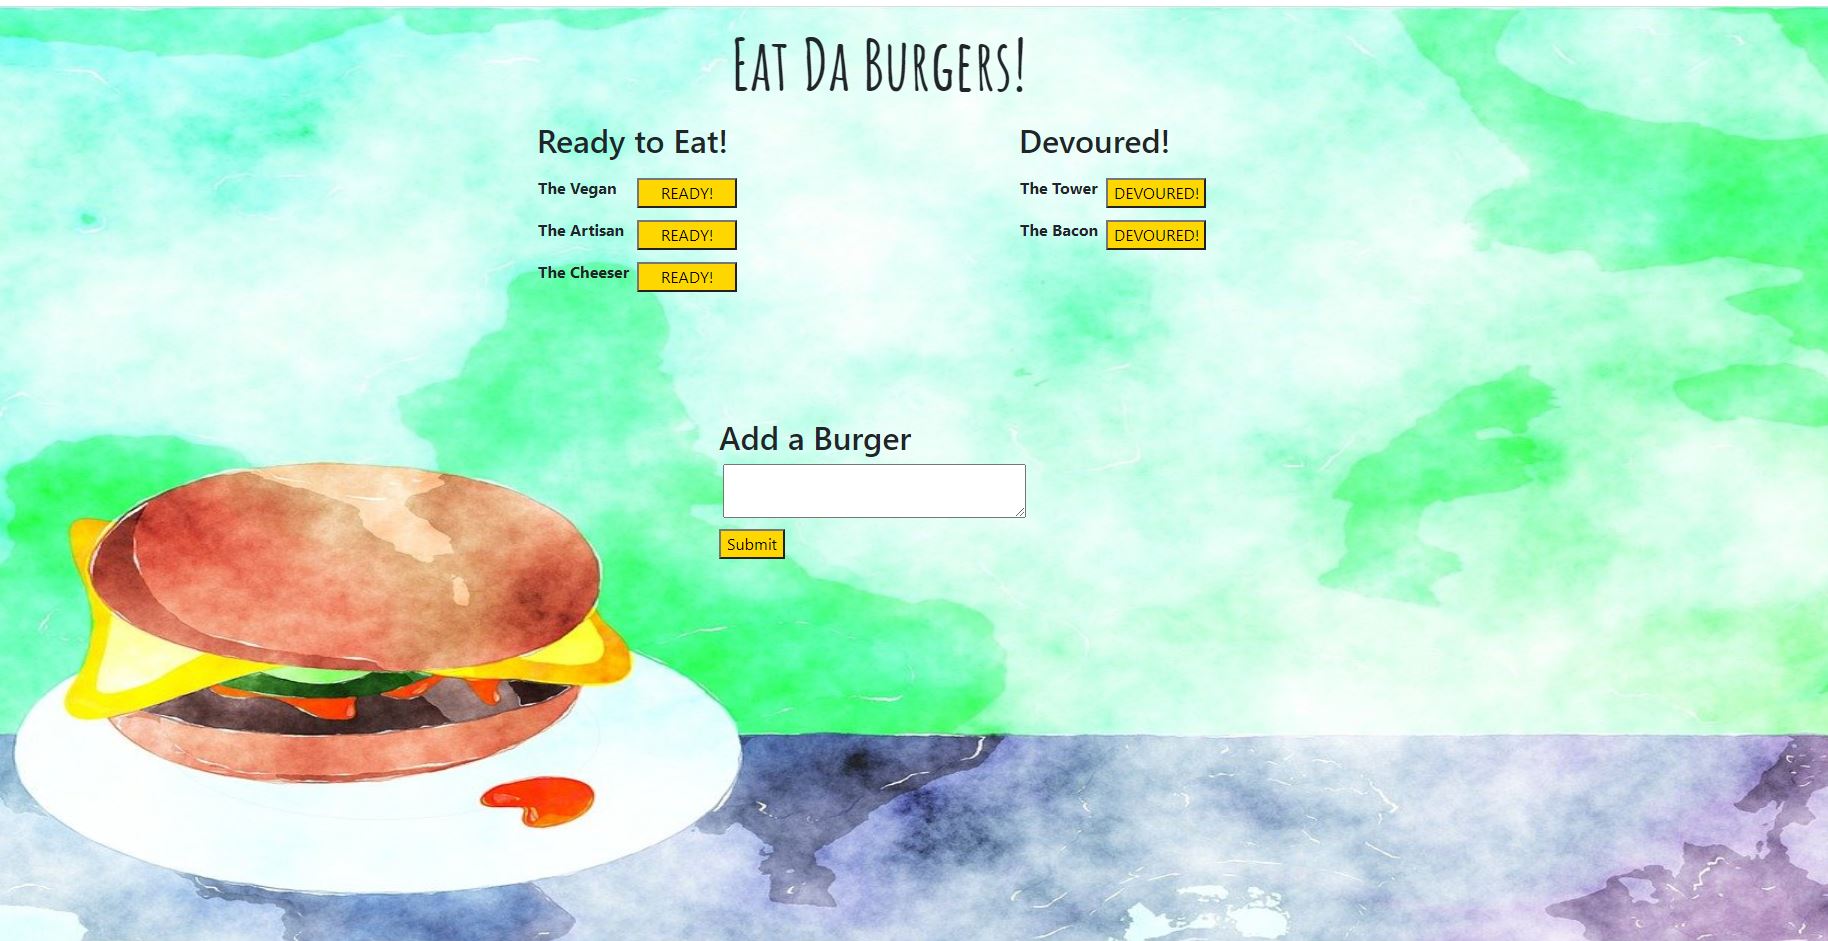 Eat Da Burgers!
Ready to Eat!
The Vegan READY!
The Artisan READY!
The Cheeser READY!
Devoured!
The Tower DEVOURED!
The Bacon DEVOURED!
Add a Burger
Submit